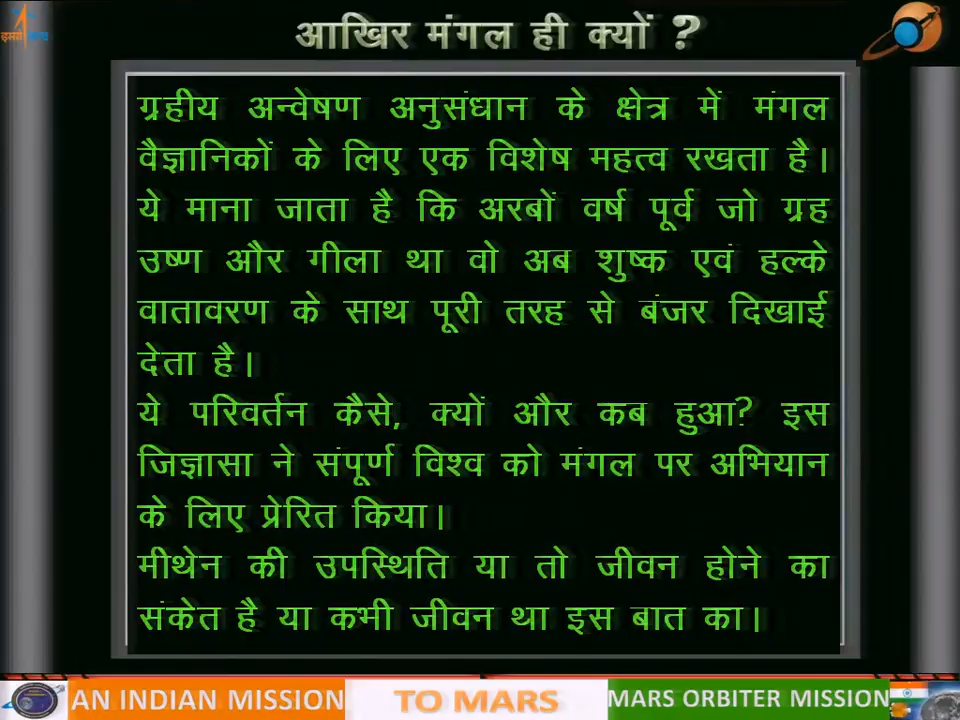 आखिर मंगल ही क्यों ?
ग्रहीय अन्वेषण अनुसंधान के क्षेत्र में मंगल
वैज्ञानिकों के लिए एक विशेष महत्व रखता है।
ये माना जाता है कि अरबों वर्ष पूर्व जो ग्रह
उष्ण और गीला था वो अब शुष्क एवं हल्के
वातावरण के साथ पूरी तरह से बंजर दिखाई
देता है।
ये परिवर्तन कैसे, क्यों और कब हुआ? इस
जिज्ञासा ने संपूर्ण विश्व को मंगल पर अभियान
के लिए प्रेरित किया।
मीथेन की उपस्थिति या तो जीवन होने का
संकेत है या कभी जीवन था इस बात का।
AN INDIAN MISSION TO MARS MARS ORBITER MISSION